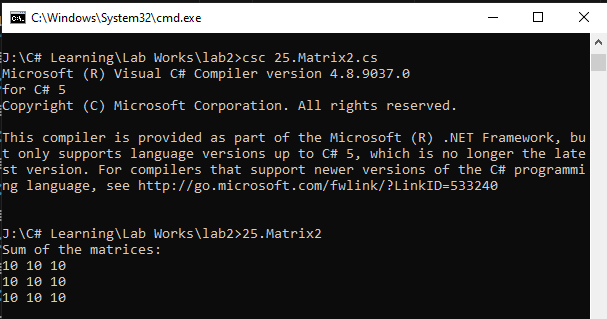 C:\Windows\System32\cmd.exe
J:\C# Learning\Lab Works\lab2>csc 25.Matrix2.cs
Microsoft (R) Visual C# Compiler version 4.8.9037.0
for C# 5
Copyright (C) Microsoft Corporation. All rights reserved.
This compiler is provided as part of the Microsoft (R) .NET Framework, bu
t only supports language versions up to C# 5, which is no longer the late
st version. For compilers that support newer versions of the C# programmi
ng language, see http://go.microsoft.com/fwlink/?LinkID=533240
J:\C# Learning\Lab Works\lab2>25.Matrix2
Sum of the matrices:
10 10 10
10 10 10
10 10 10